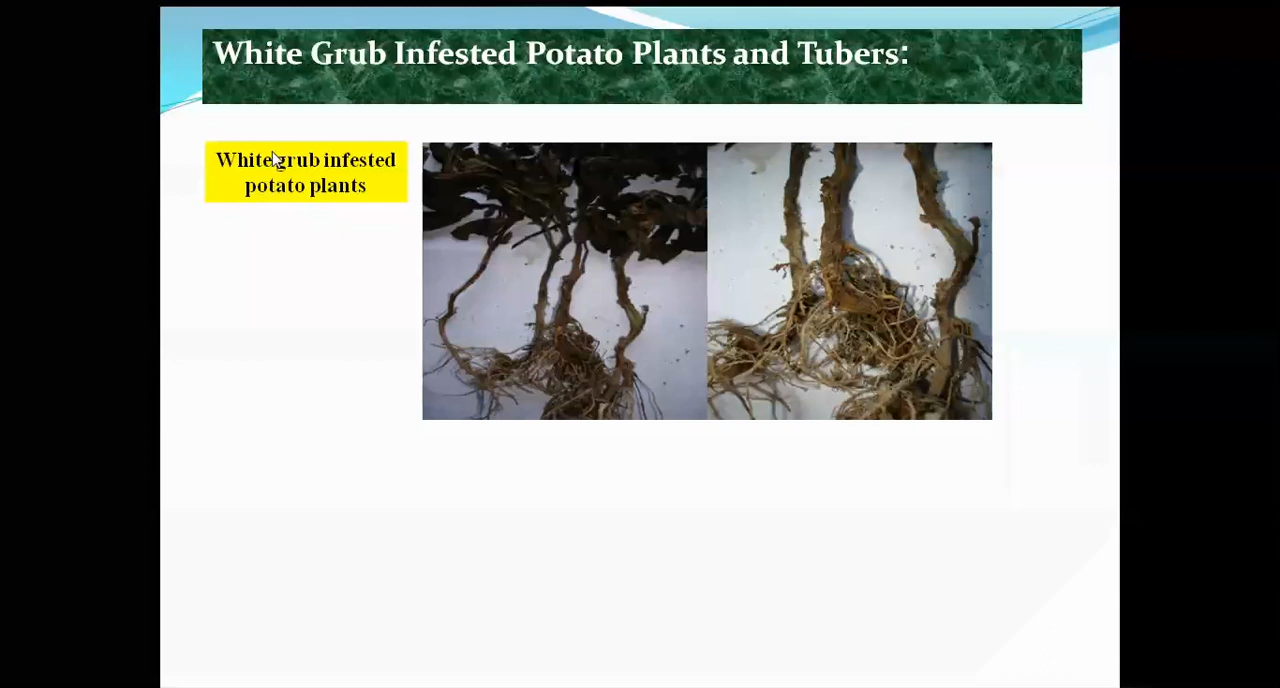 White Grub Infested Potato Plants and Tubers:
White grub infested
potato plants